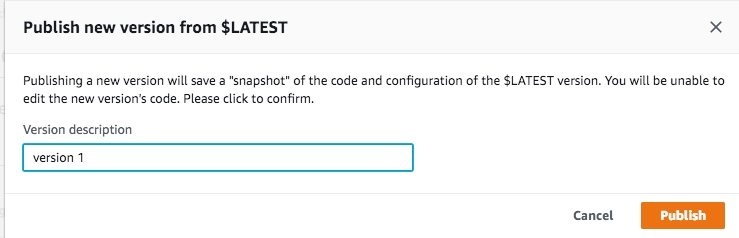 Publish new version from $LATEST
Publishing a new version will save a "snapshot" of the code and configuration of the $LATEST version. You will be unable to
edit the new version's code. Please click to confirm.
Version description
version 1
Cancel
Publish